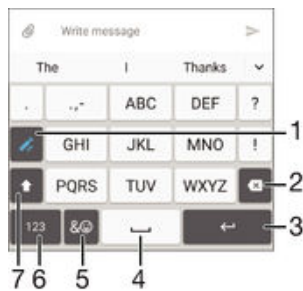 Write message
The I Thanks
. .,- ABC DEF ?
GHI JKL MNO ! 1
PQRS TUV WXYZ 2
123 &☺ 3
7 6 5 4